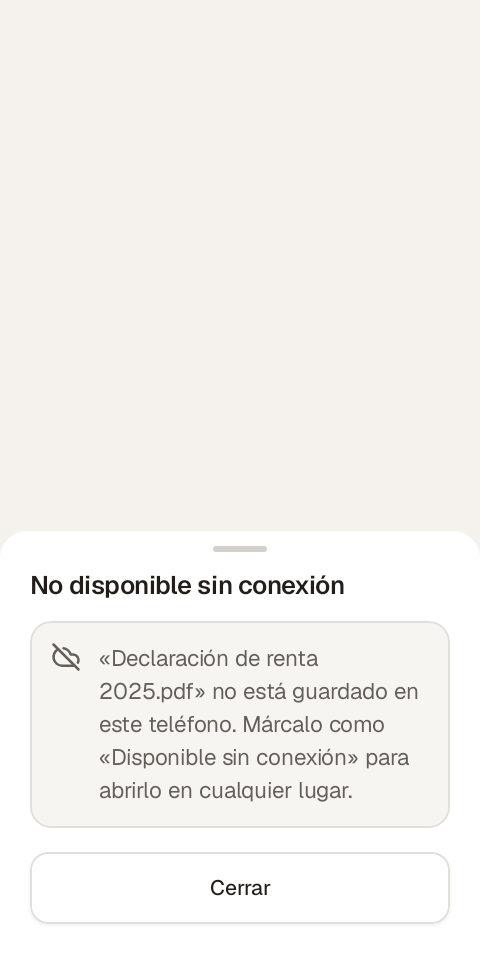 No disponible sin conexión
«Declaración de renta
2025.pdf» no está guardado en
este teléfono. Márcalo como
«Disponible sin conexión» para
abrirlo en cualquier lugar.
Cerrar